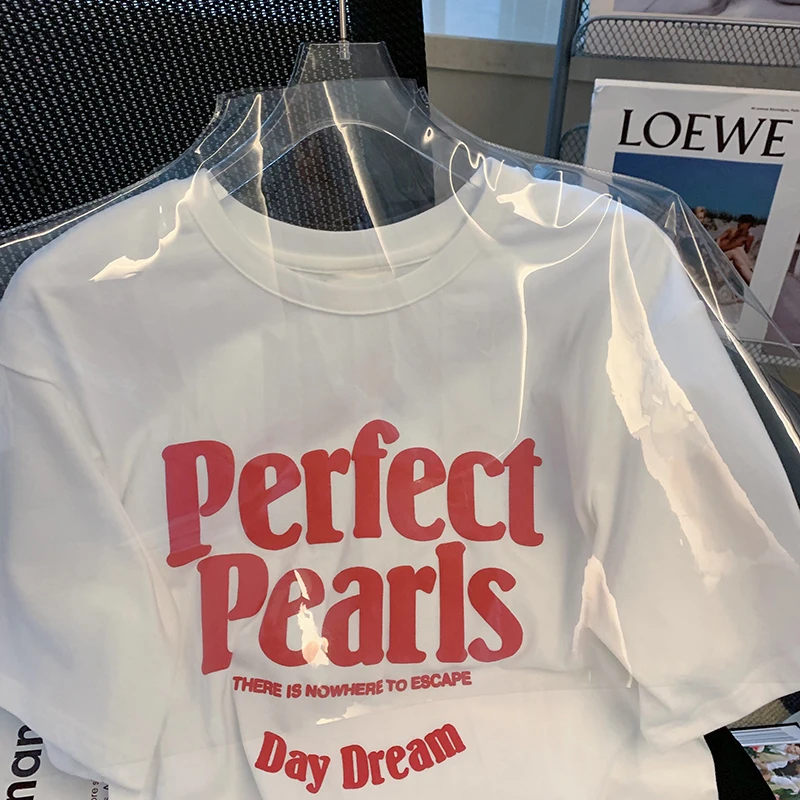 LOEWE
Perfect
Pearls
THERE IS NOWHERE TO ESCAPE
Day Dream